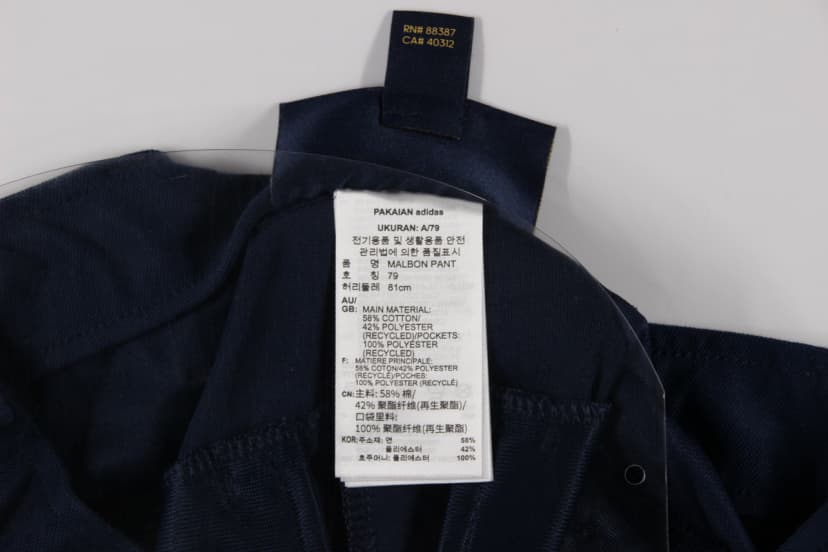 RN# 88387
CA# 40312
PAKAIAN adidas
UKURAN: A/79
전기용품 및 생활용품 안전
관리법에 의한 품질표시
품 명 MALBON PANT
호 칭 79
허리둘레 81cm
AU/
GB: MAIN MATERIAL:
58% COTTON/
42% POLYESTER
(RECYCLED)/POCKETS:
100% POLYESTER
(RECYCLED)
F: MATIERE PRINCIPALE:
58% COTON/42% POLYESTER
(RECYCLÉ)/POCHES:
100% POLYESTER (RECYCLÉ)
CN: 主料: 58% 棉/
42% 聚酯纤维(再生聚酯)/
口袋里料:
100% 聚酯纤维(再生聚酯)
KOR: 주소재: 면 58%
폴리에스터 42%
호주머니: 폴리에스터 100%